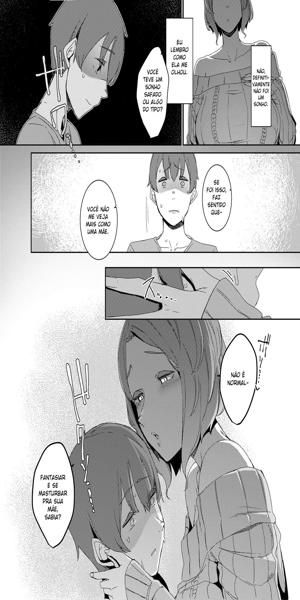 NÃO,
DEFINITI-
VAMENTE
NÃO FOI
UM
SONHO.
EU
LEMBRO
COMO
ELA ME
OLHOU.
VOCÊ
TEVE UM
SONHO
SAFADO
OU ALGO
DO TIPO?
SE
FOI ISSO,
FAZ
SENTIDO
QUE-
VOCÊ NÃO
ME VEJA
MAIS COMO
UMA MÃE.
NÃO É
NORMAL-
FANTASIAR
E SE
MASTURBAR
PRA SUA
MÃE,
SABIA?